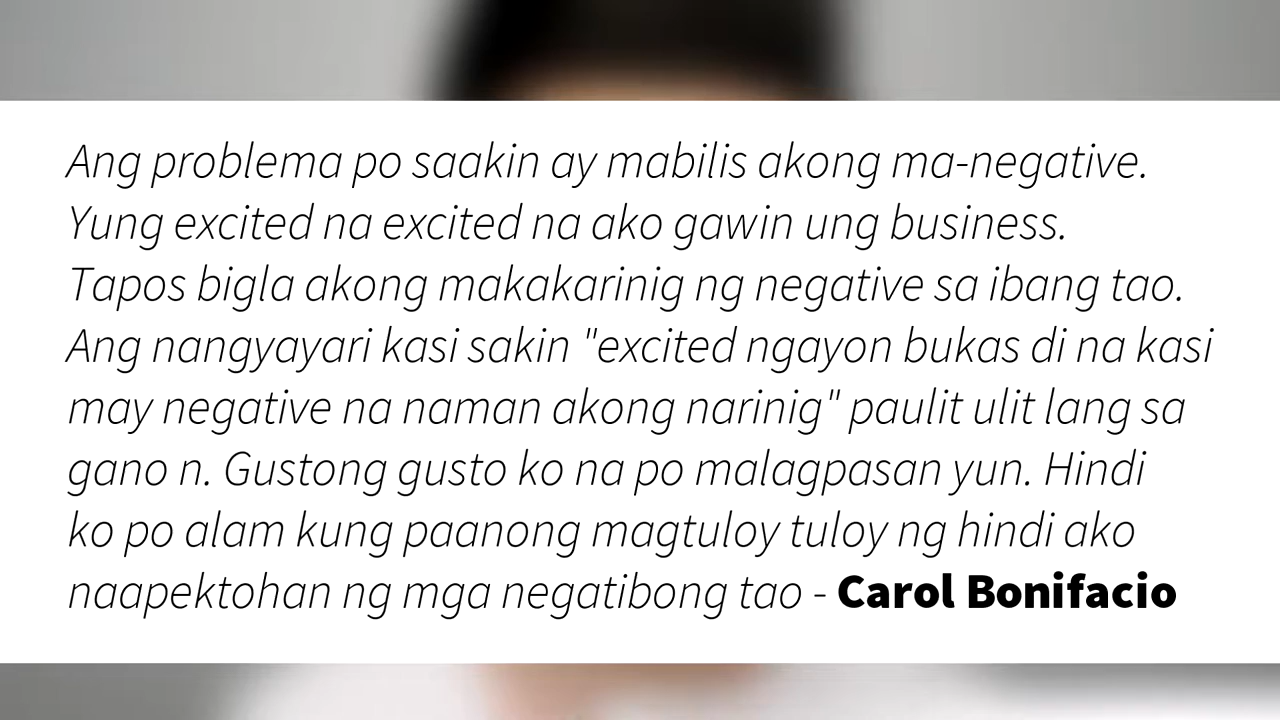 Ang problema po saakin ay mabilis akong ma-negative.
Yung excited na excited na ako gawin ung business.
Tapos bigla akong makakarinig ng negative sa ibang tao.
Ang nangyayari kasi sakin "excited ngayon bukas di na kasi
may negative na naman akong narinig" paulit ulit lang sa
gano n. Gustong gusto ko na po malagpasan yun. Hindi
ko po alam kung paanong magtuloy tuloy ng hindi ako
naapektohan ng mga negatibong tao - Carol Bonifacio